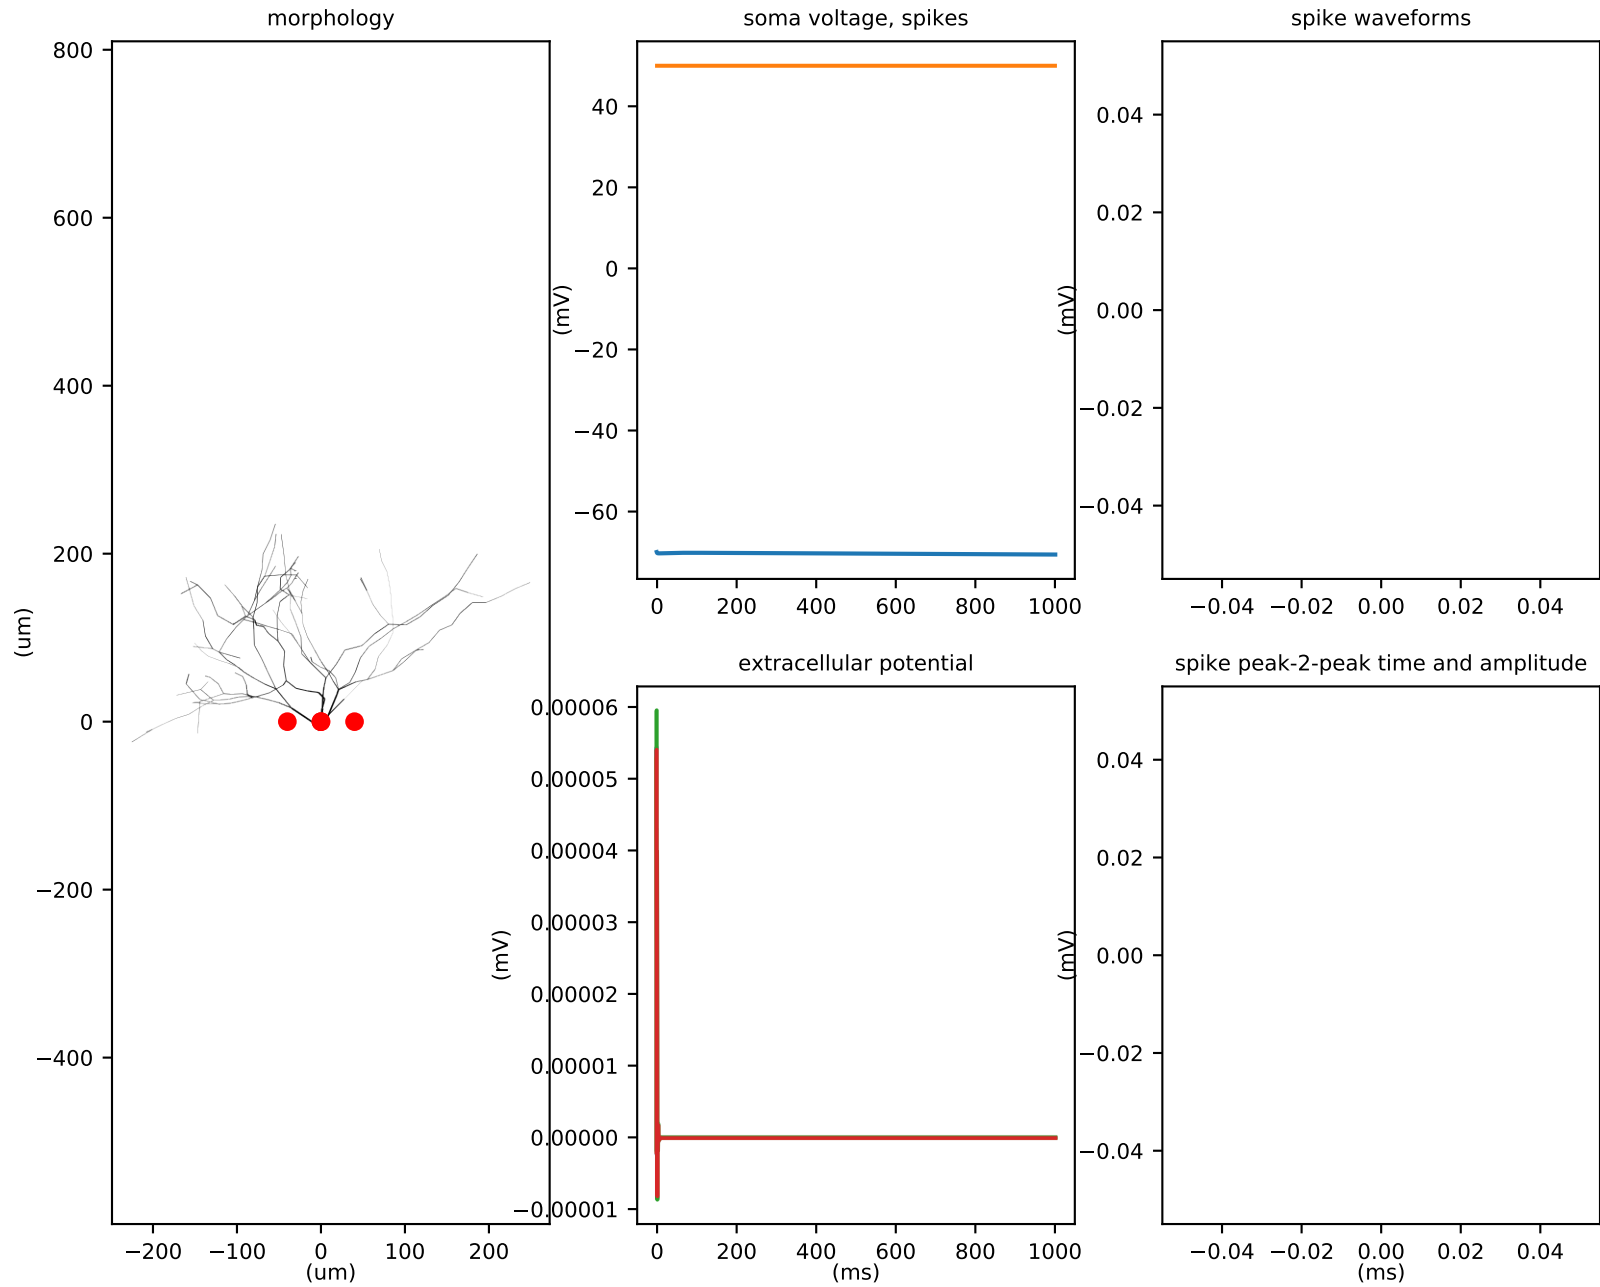 morphology
800
600
400
200
0
−200
−400
(um)
−200 −100 0 100 200
(um)
soma voltage, spikes
40
20
0
−20
−40
−60
(mV)
0 200 400 600 800 1000
spike waveforms
0.04
0.02
0.00
−0.02
−0.04
(mV)
−0.04 −0.02 0.00 0.02 0.04
extracellular potential
0.00006
0.00005
0.00004
0.00003
0.00002
0.00001
0.00000
−0.00001
(mV)
0 200 400 600 800 1000
(ms)
spike peak-2-peak time and amplitude
0.04
0.02
0.00
−0.02
−0.04
(mV)
−0.04 −0.02 0.00 0.02 0.04
(ms)